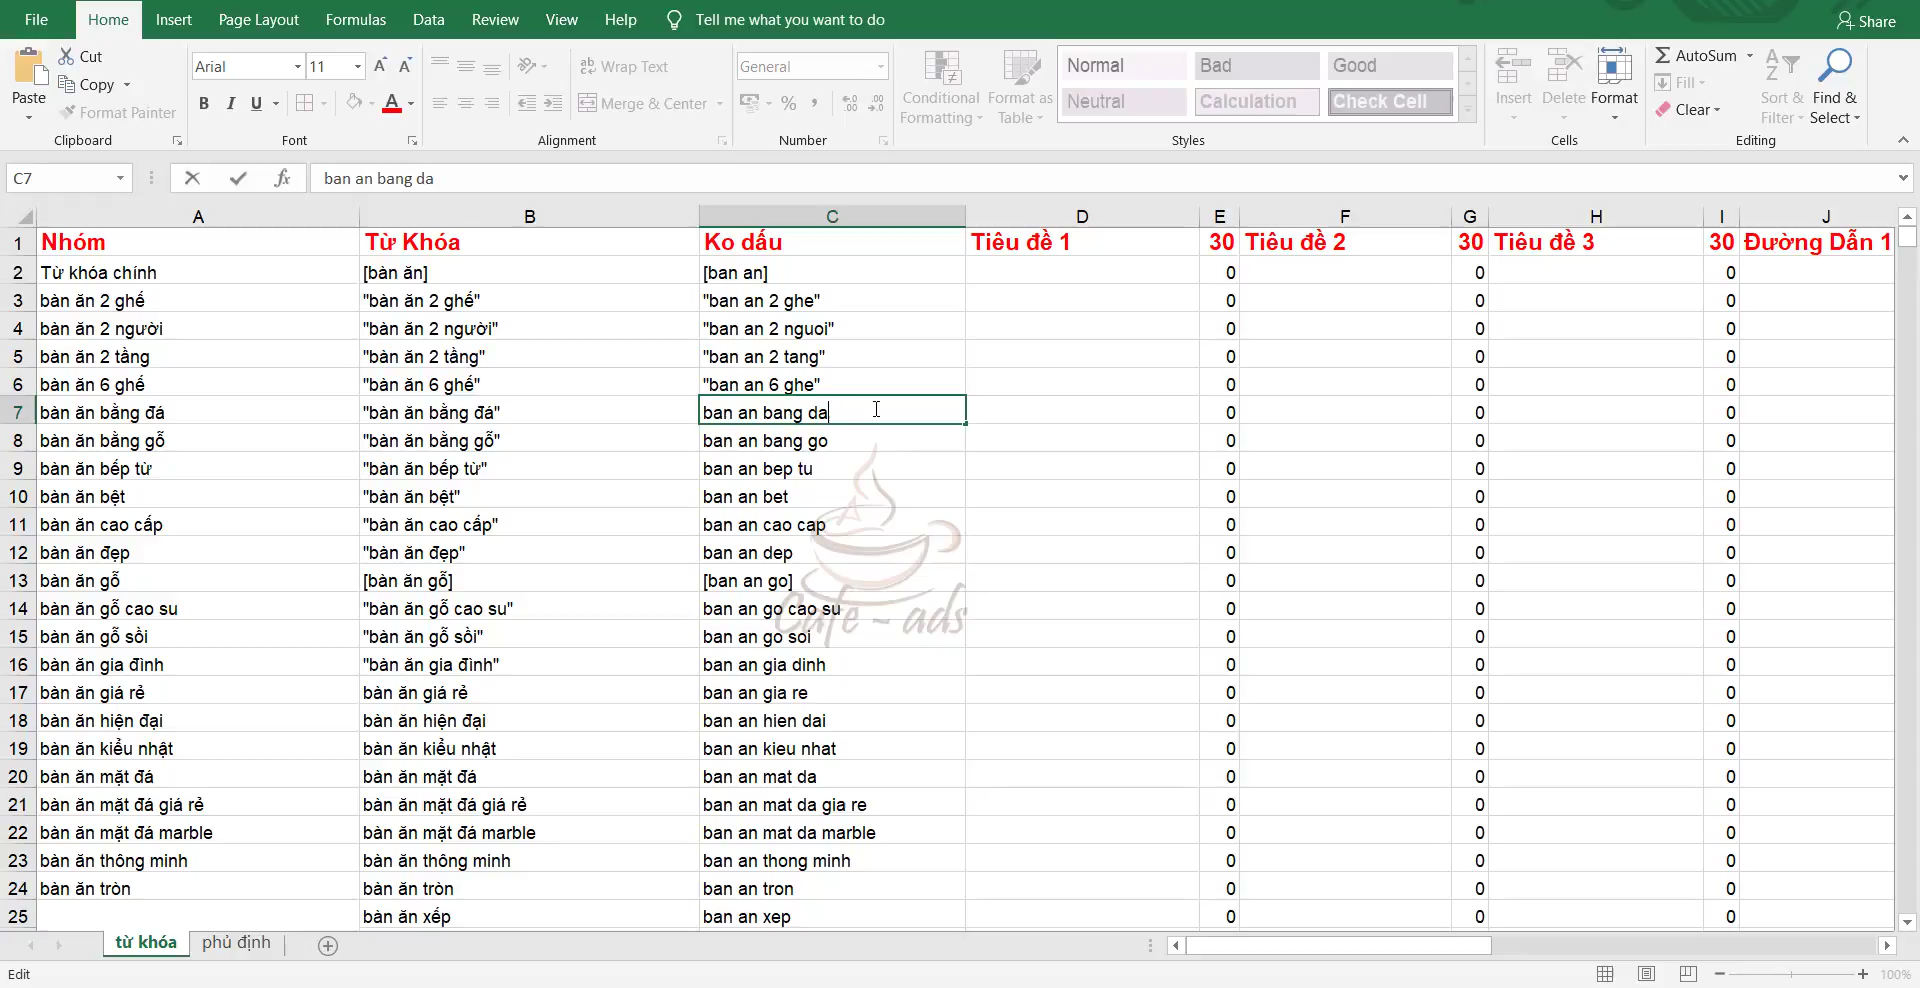 File Home Insert Page Layout Formulas Data Review View Help Tell me what you want to do Share
Paste Cut Copy Format Painter Clipboard
Arial 11 B I U A Font
Wrap Text Merge & Center Alignment
General % Number
Conditional Formatting Format as Table Normal Bad Good Neutral Calculation Check Cell Styles
Insert Delete Format Cells
AutoSum Fill Clear Sort & Filter Find & Select Editing
C7 fx ban an bang da
A B C D E F G H I J
1 Nhóm Từ Khóa Ko dấu Tiêu đề 1 30 Tiêu đề 2 30 Tiêu đề 3 30 Đường Dẫn 1
2 Từ khóa chính [bàn ăn] [ban an] 0 0 0
3 bàn ăn 2 ghế "bàn ăn 2 ghế" "ban an 2 ghe" 0 0 0
4 bàn ăn 2 người "bàn ăn 2 người" "ban an 2 nguoi" 0 0 0
5 bàn ăn 2 tầng "bàn ăn 2 tầng" "ban an 2 tang" 0 0 0
6 bàn ăn 6 ghế "bàn ăn 6 ghế" "ban an 6 ghe" 0 0 0
7 bàn ăn bằng đá "bàn ăn bằng đá" ban an bang da 0 0 0
8 bàn ăn bằng gỗ "bàn ăn bằng gỗ" ban an bang go 0 0 0
9 bàn ăn bếp từ "bàn ăn bếp từ" ban an bep tu 0 0 0
10 bàn ăn bệt "bàn ăn bệt" ban an bet 0 0 0
11 bàn ăn cao cấp "bàn ăn cao cấp" ban an cao cap 0 0 0
12 bàn ăn đẹp "bàn ăn đẹp" ban an dep 0 0 0
13 bàn ăn gỗ [bàn ăn gỗ] [ban an go] 0 0 0
14 bàn ăn gỗ cao su "bàn ăn gỗ cao su" ban an go cao su 0 0 0
Cafe - ads
15 bàn ăn gỗ sồi "bàn ăn gỗ sồi" ban an go soi 0 0 0
16 bàn ăn gia đình "bàn ăn gia đình" ban an gia dinh 0 0 0
17 bàn ăn giá rẻ bàn ăn giá rẻ ban an gia re 0 0 0
18 bàn ăn hiện đại bàn ăn hiện đại ban an hien dai 0 0 0
19 bàn ăn kiểu nhật bàn ăn kiểu nhật ban an kieu nhat 0 0 0
20 bàn ăn mặt đá bàn ăn mặt đá ban an mat da 0 0 0
21 bàn ăn mặt đá giá rẻ bàn ăn mặt đá giá rẻ ban an mat da gia re 0 0 0
22 bàn ăn mặt đá marble bàn ăn mặt đá marble ban an mat da marble 0 0 0
23 bàn ăn thông minh bàn ăn thông minh ban an thong minh 0 0 0
24 bàn ăn tròn bàn ăn tròn ban an tron 0 0 0
25 bàn ăn xếp ban an xep 0 0 0
từ khóa phủ định
Edit 100%